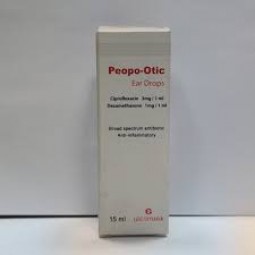 Peopo-Otic
Ear Drops
Ciprofloxacin 3mg / 1 ml
Dexamethasone 1mg / 1 ml
Broad spectrum antibiotic
Anti-inflammatory
15 ml